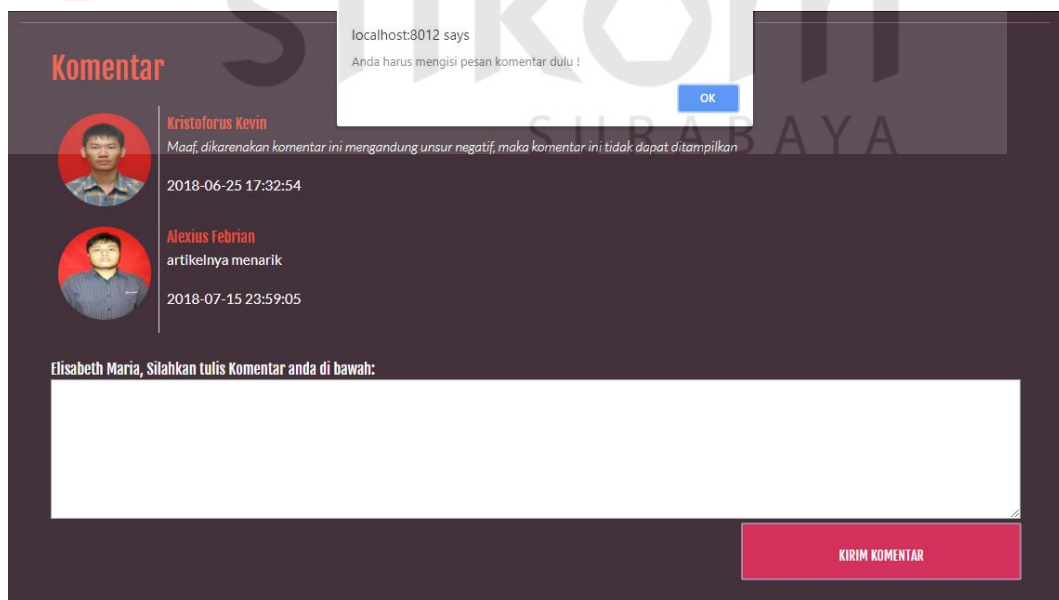 stikom
SURABAYA
localhost:8012 says
Anda harus mengisi pesan komentar dulu !
OK
Komentar
Kristoforus Kevin
Maaf, dikarenakan komentar ini mengandung unsur negatif, maka komentar ini tidak dapat ditampilkan
2018-06-25 17:32:54
Alexius Febrian
artikelnya menarik
2018-07-15 23:59:05
Elisabeth Maria, Silahkan tulis Komentar anda di bawah:
KIRIM KOMENTAR